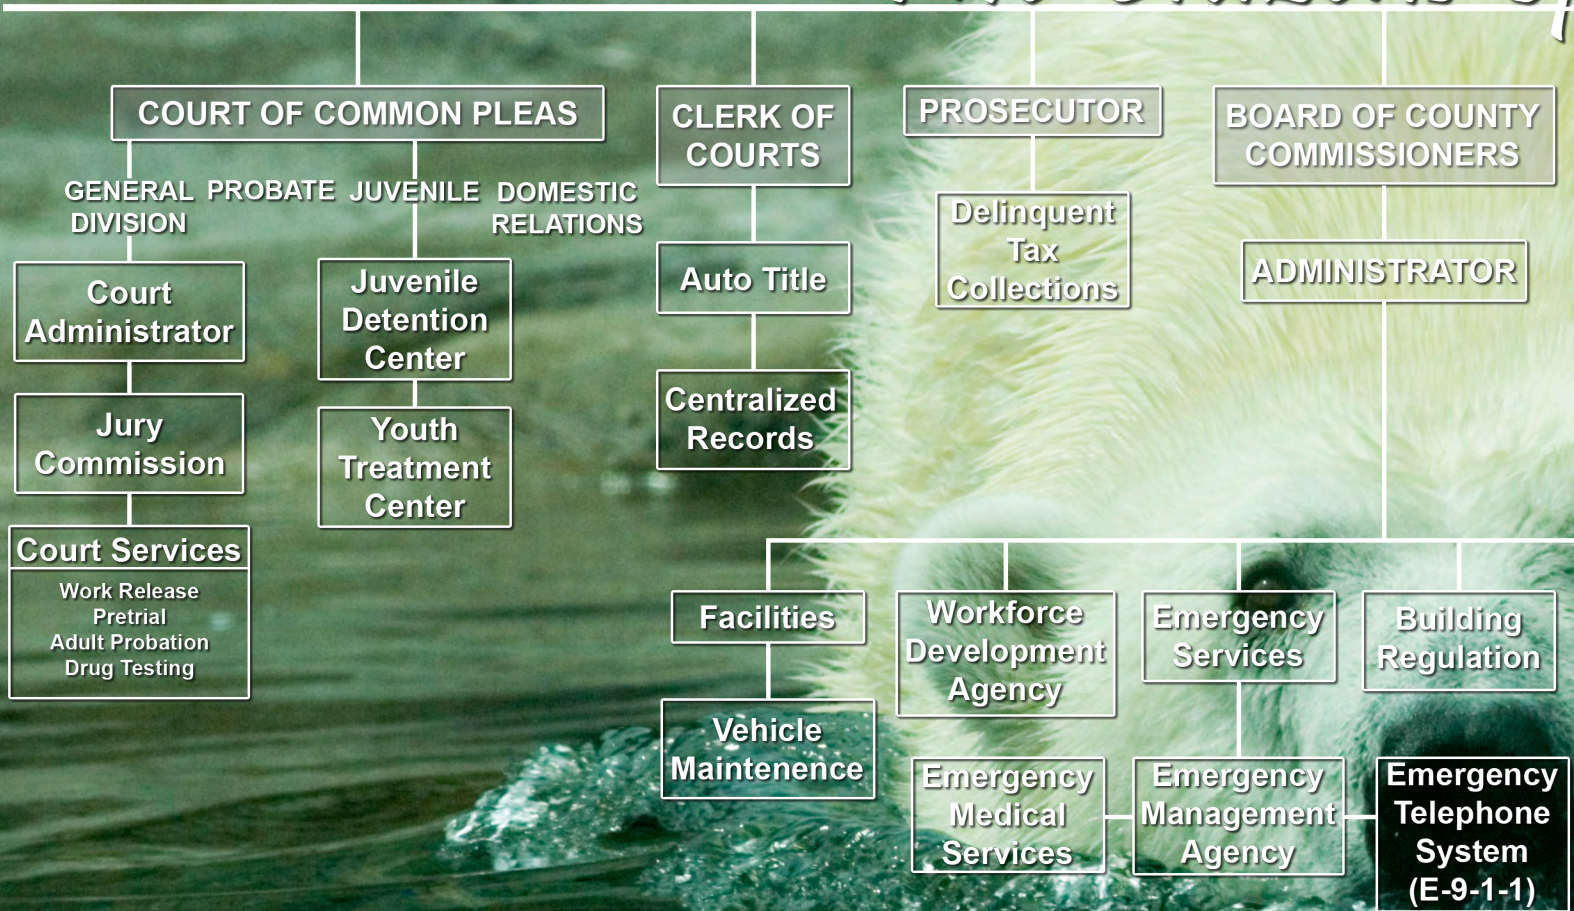 COURT OF COMMON PLEAS
GENERAL
DIVISION
PROBATE
JUVENILE
DOMESTIC
RELATIONS
Court
Administrator
Jury
Commission
Court Services
Work Release
Pretrial
Adult Probation
Drug Testing
Juvenile
Detention
Center
Youth
Treatment
Center
CLERK OF
COURTS
Auto Title
Centralized
Records
PROSECUTOR
Delinquent
Tax
Collections
BOARD OF COUNTY
COMMISSIONERS
ADMINISTRATOR
Facilities
Vehicle
Maintenence
Workforce
Development
Agency
Emergency
Services
Building
Regulation
Emergency
Medical
Services
Emergency
Management
Agency
Emergency
Telephone
System
(E-9-1-1)